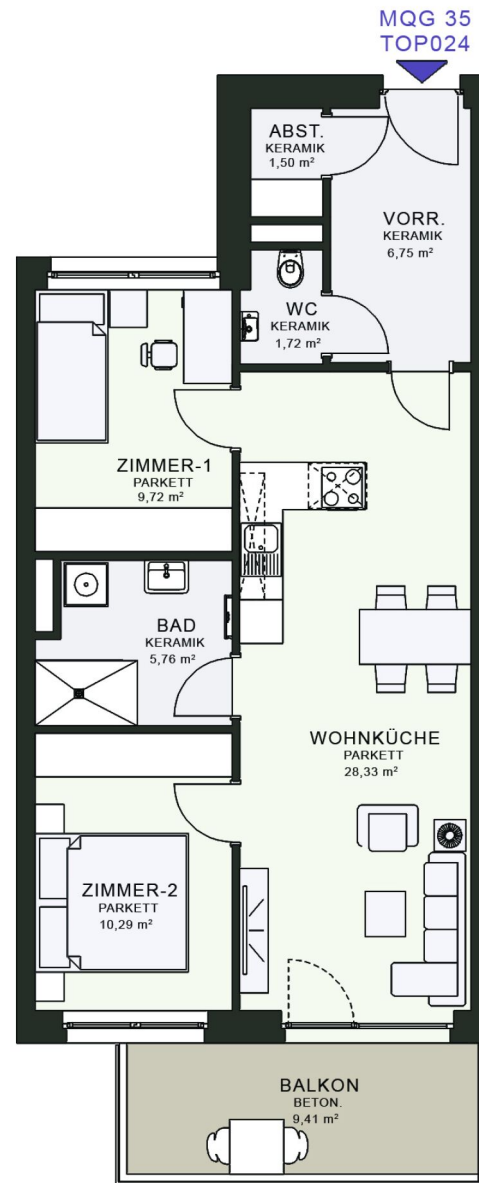 MQG 35
TOP024
ABST.
KERAMIK
1,50 m²
VORR.
KERAMIK
6,75 m²
WC
KERAMIK
1,72 m²
ZIMMER-1
PARKETT
9,72 m²
BAD
KERAMIK
5,76 m²
WOHNKÜCHE
PARKETT
28,33 m²
ZIMMER-2
PARKETT
10,29 m²
BALKON
BETON.
9,41 m²